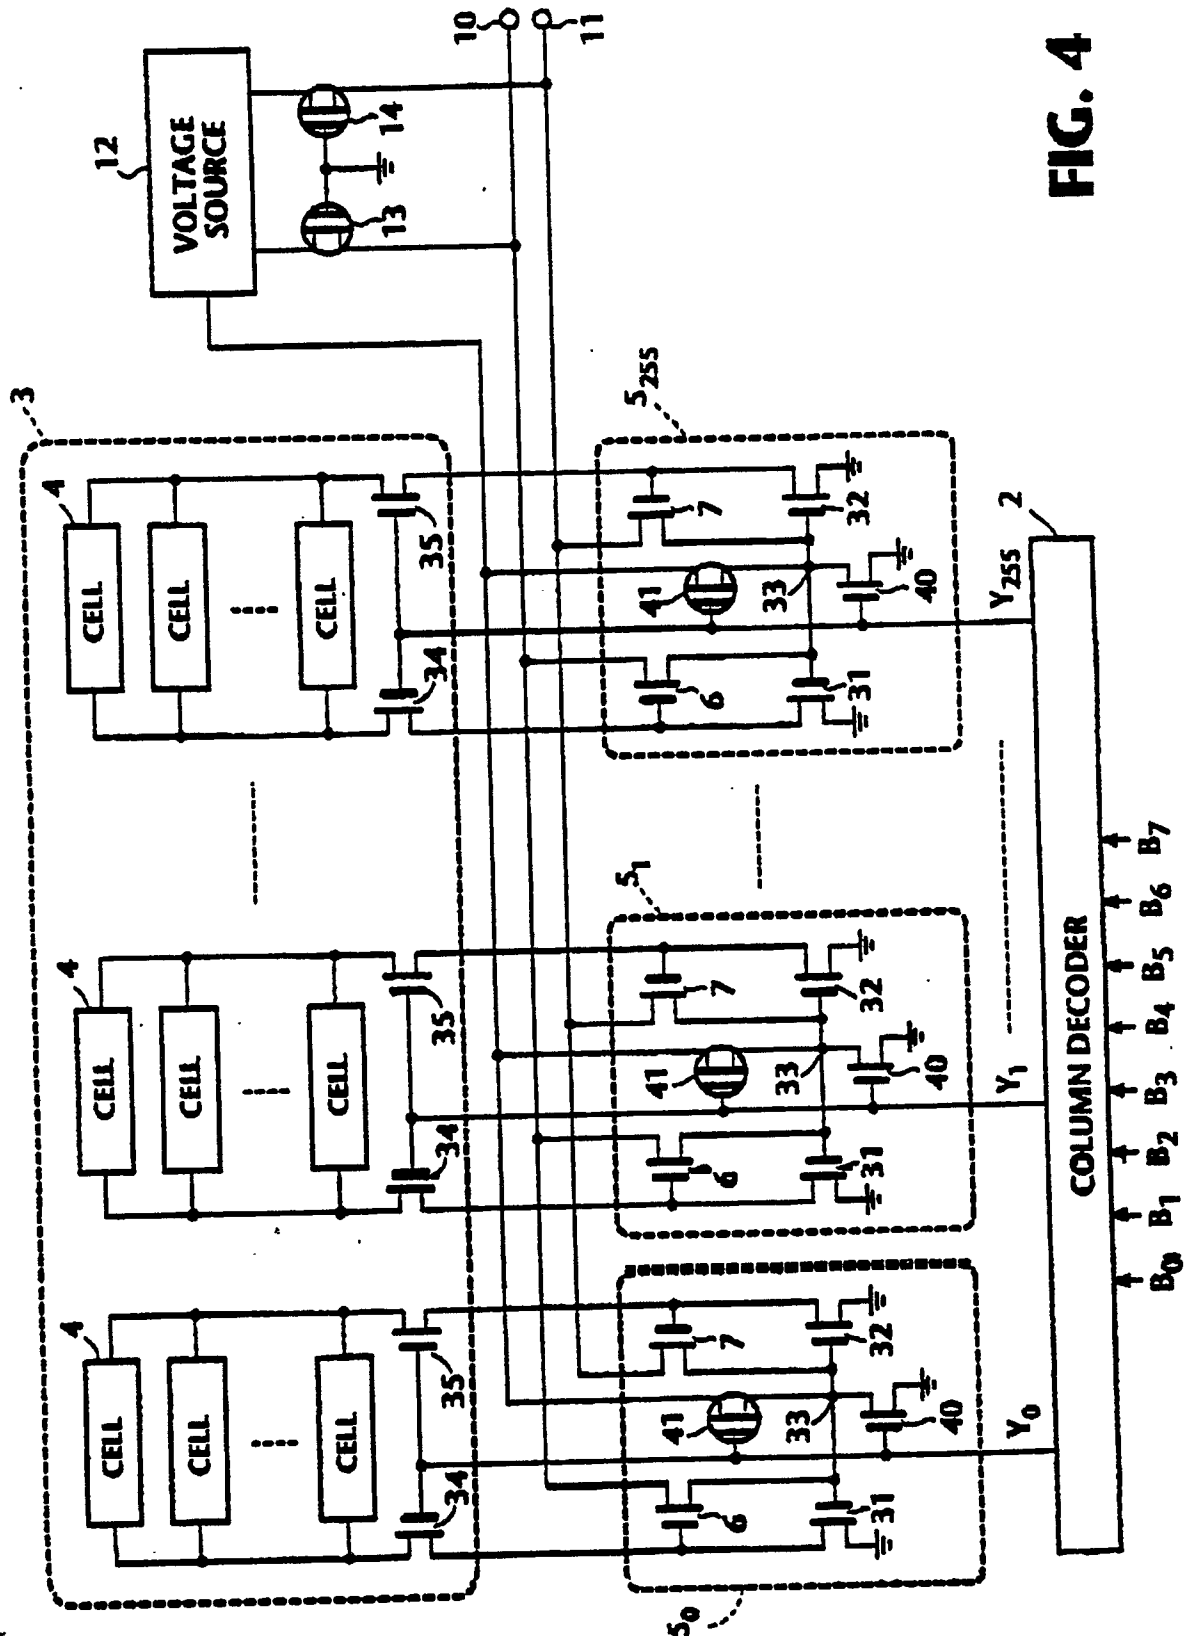 10
11
12
VOLTAGE
SOURCE
14
13
3
4
CELL
CELL
CELL
35
34
5255
7
32
41
33
40
6
31
Y255
2
4
CELL
CELL
CELL
35
34
51
7
32
41
33
40
6
31
Y1
4
CELL
CELL
CELL
35
34
7
32
41
33
40
6
31
Y0
50
COLUMN DECODER
B0
B1
B2
B3
B4
B5
B6
B7
FIG. 4